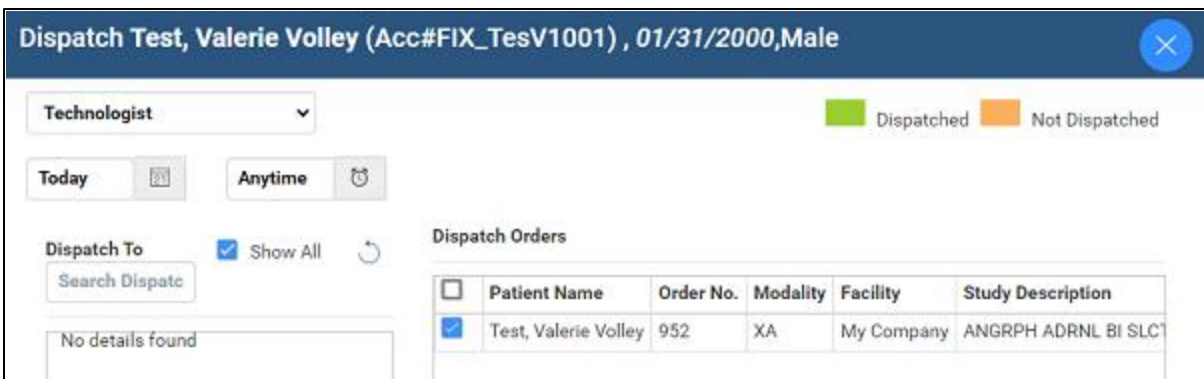 Dispatch Test, Valerie Volley (Acc#FIX_TesV1001) , 01/31/2000,Male
Technologist
Dispatched Not Dispatched
Today Anytime
Dispatch To Show All
Search Dispatc
No details found
Dispatch Orders
Patient Name Order No. Modality Facility Study Description
Test, Valerie Volley 952 XA My Company ANGRPH ADRNL BI SLCT